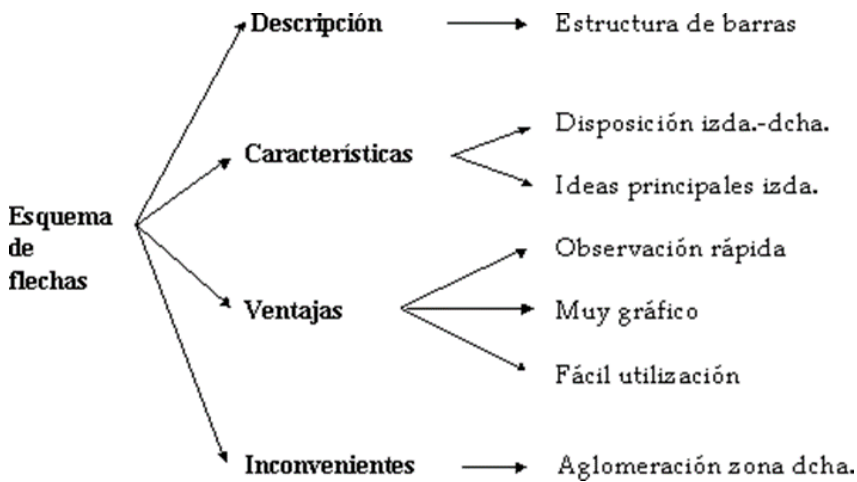 Esquema
de
flechas
Descripción
Estructura de barras
Características
Disposición izda.-dcha.
Ideas principales izda.
Ventajas
Observación rápida
Muy gráfico
Fácil utilización
Inconvenientes
Aglomeración zona dcha.